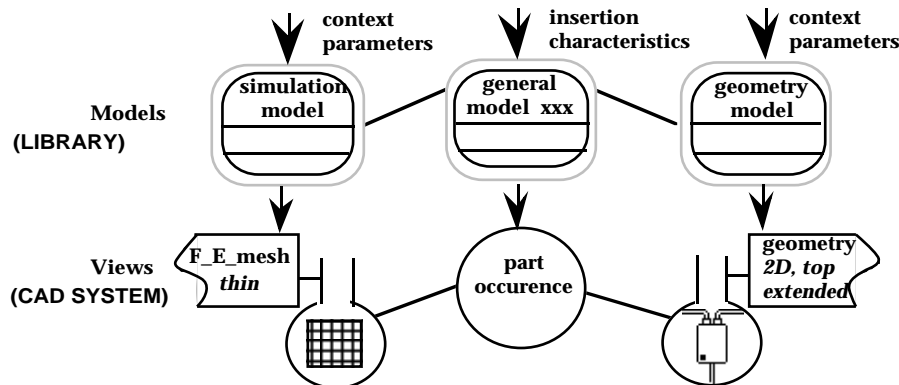 context
parameters
insertion
characteristics
context
parameters
simulation
model
general
model xxx
geometry
model
Models
(LIBRARY)
F_E_mesh
thin
part
occurence
geometry
2D, top
extended
Views
(CAD SYSTEM)